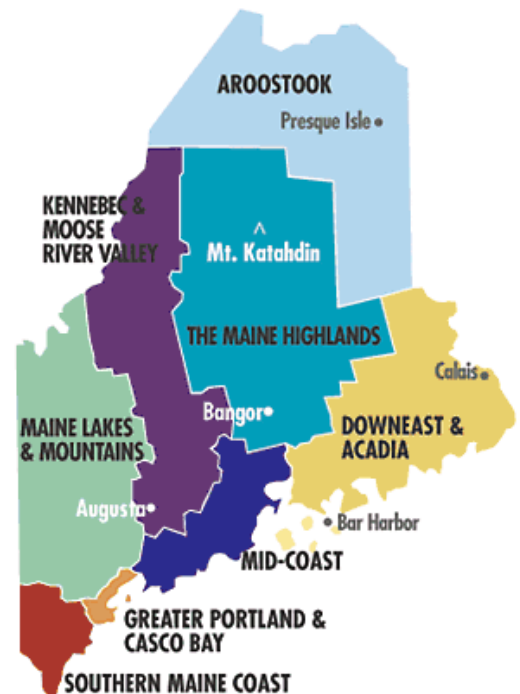 AROOSTOOK
Presque Isle
KENNEBEC &
MOOSE
RIVER VALLEY
Mt. Katahdin
THE MAINE HIGHLANDS
Calais
Bangor
MAINE LAKES
& MOUNTAINS
DOWNEAST &
ACADIA
Augusta
Bar Harbor
MID-COAST
GREATER PORTLAND &
CASCO BAY
SOUTHERN MAINE COAST